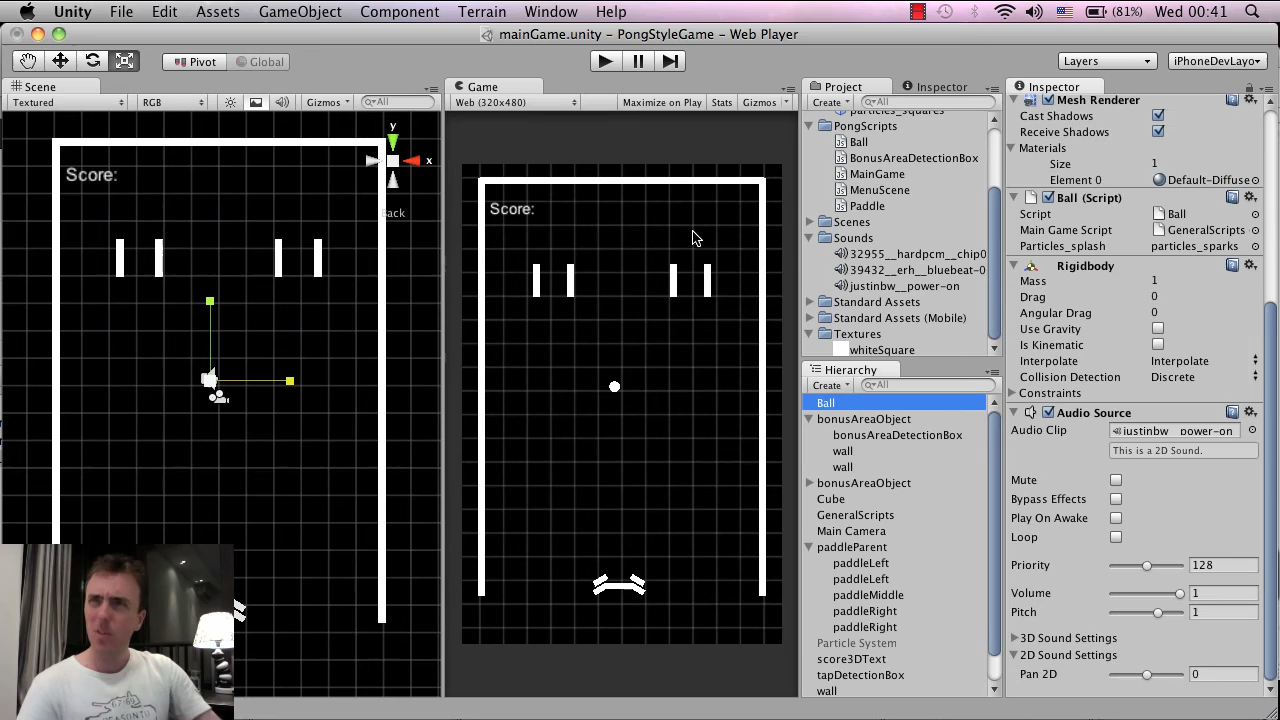 Unity File Edit Assets GameObject Component Terrain Window Help (81%) Wed 00:41
mainGame.unity - PongStyleGame - Web Player
Pivot Global Layers iPhoneDevLayo
Scene
Textured RGB Gizmos All
y
x
Back
Score:
Game
Web (320x480) Maximize on Play Stats Gizmos
Score:
Project Inspector
Create All
particles_squares
PongScripts
Ball
BonusAreaDetectionBox
MainGame
MenuScene
Paddle
Scenes
Sounds
32955__hardpcm__chip0
39432__erh__bluebeat-0
justinbw__power-on
Standard Assets
Standard Assets (Mobile)
Textures
whiteSquare
Hierarchy
Create All
Ball
bonusAreaObject
bonusAreaDetectionBox
wall
wall
bonusAreaObject
Cube
GeneralScripts
Main Camera
paddleParent
paddleLeft
paddleLeft
paddleMiddle
paddleRight
paddleRight
Particle System
score3DText
tapDetectionBox
wall
Inspector
Mesh Renderer
Cast Shadows
Receive Shadows
Materials
Size 1
Element 0 Default-Diffuse
Ball (Script)
Script Ball
Main Game Script GeneralScripts
Particles_splash particles_sparks
Rigidbody
Mass 1
Drag 0
Angular Drag 0
Use Gravity
Is Kinematic
Interpolate Interpolate
Collision Detection Discrete
Constraints
Audio Source
Audio Clip justinbw__power-on
This is a 2D Sound.
Mute
Bypass Effects
Play On Awake
Loop
Priority 128
Volume 1
Pitch 1
3D Sound Settings
2D Sound Settings
Pan 2D 0